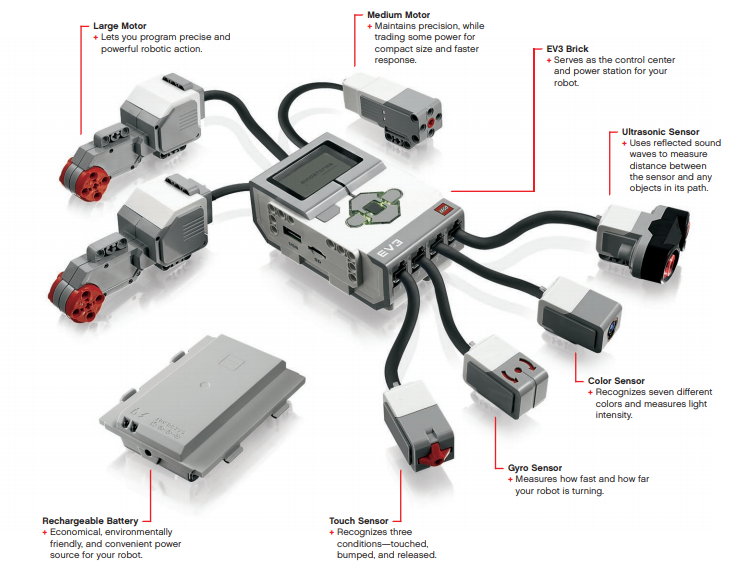 Large Motor
+ Lets you program precise and
powerful robotic action.
Medium Motor
+ Maintains precision, while
trading some power for
compact size and faster
response.
EV3 Brick
+ Serves as the control center
and power station for your
robot.
Ultrasonic Sensor
+ Uses reflected sound
waves to measure
distance between
the sensor and any
objects in its path.
EV3
LEGO
Color Sensor
+ Recognizes seven different
colors and measures light
intensity.
Gyro Sensor
+ Measures how fast and how far
your robot is turning.
Rechargeable Battery
+ Economical, environmentally
friendly, and convenient power
source for your robot.
Touch Sensor
+ Recognizes three
conditions—touched,
bumped, and released.